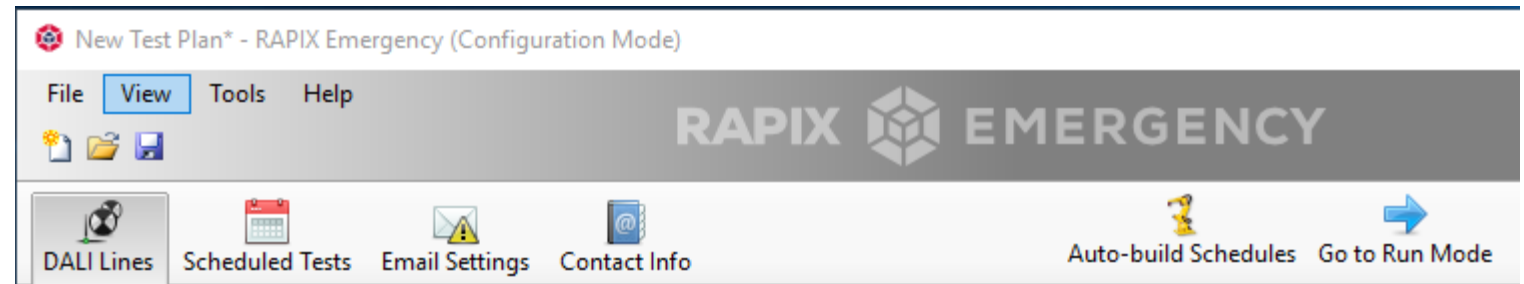 New Test Plan* - RAPIX Emergency (Configuration Mode)
File View Tools Help
RAPIX EMERGENCY
DALI Lines Scheduled Tests Email Settings Contact Info Auto-build Schedules Go to Run Mode